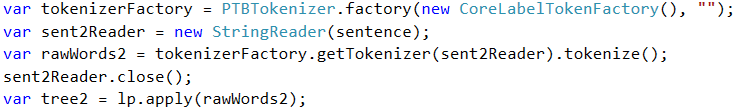 var tokenizerFactory = PTBTokenizer.factory(new CoreLabelTokenFactory(), "");
var sent2Reader = new StringReader(sentence);
var rawWords2 = tokenizerFactory.getTokenizer(sent2Reader).tokenize();
sent2Reader.close();
var tree2 = lp.apply(rawWords2);